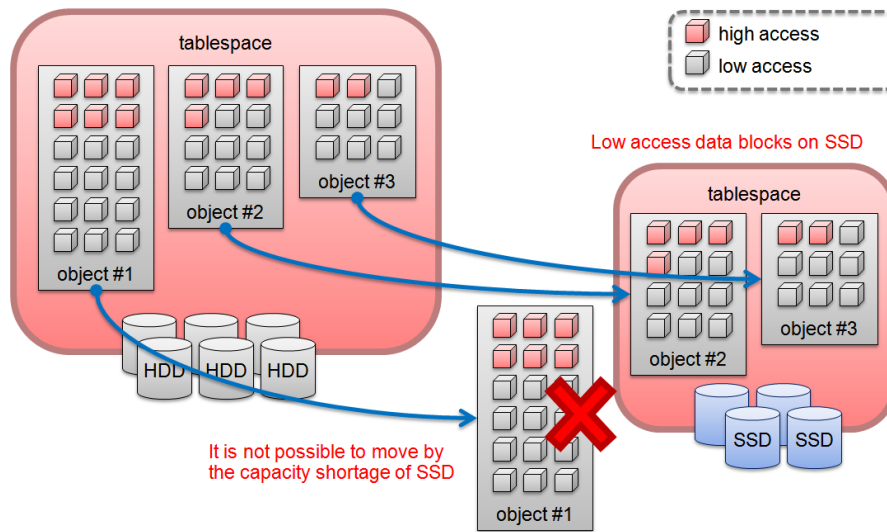 tablespace
object #1
object #2
object #3
HDD
HDD
HDD
high access
low access
Low access data blocks on SSD
tablespace
object #2
object #3
SSD
SSD
object #1
It is not possible to move by
the capacity shortage of SSD